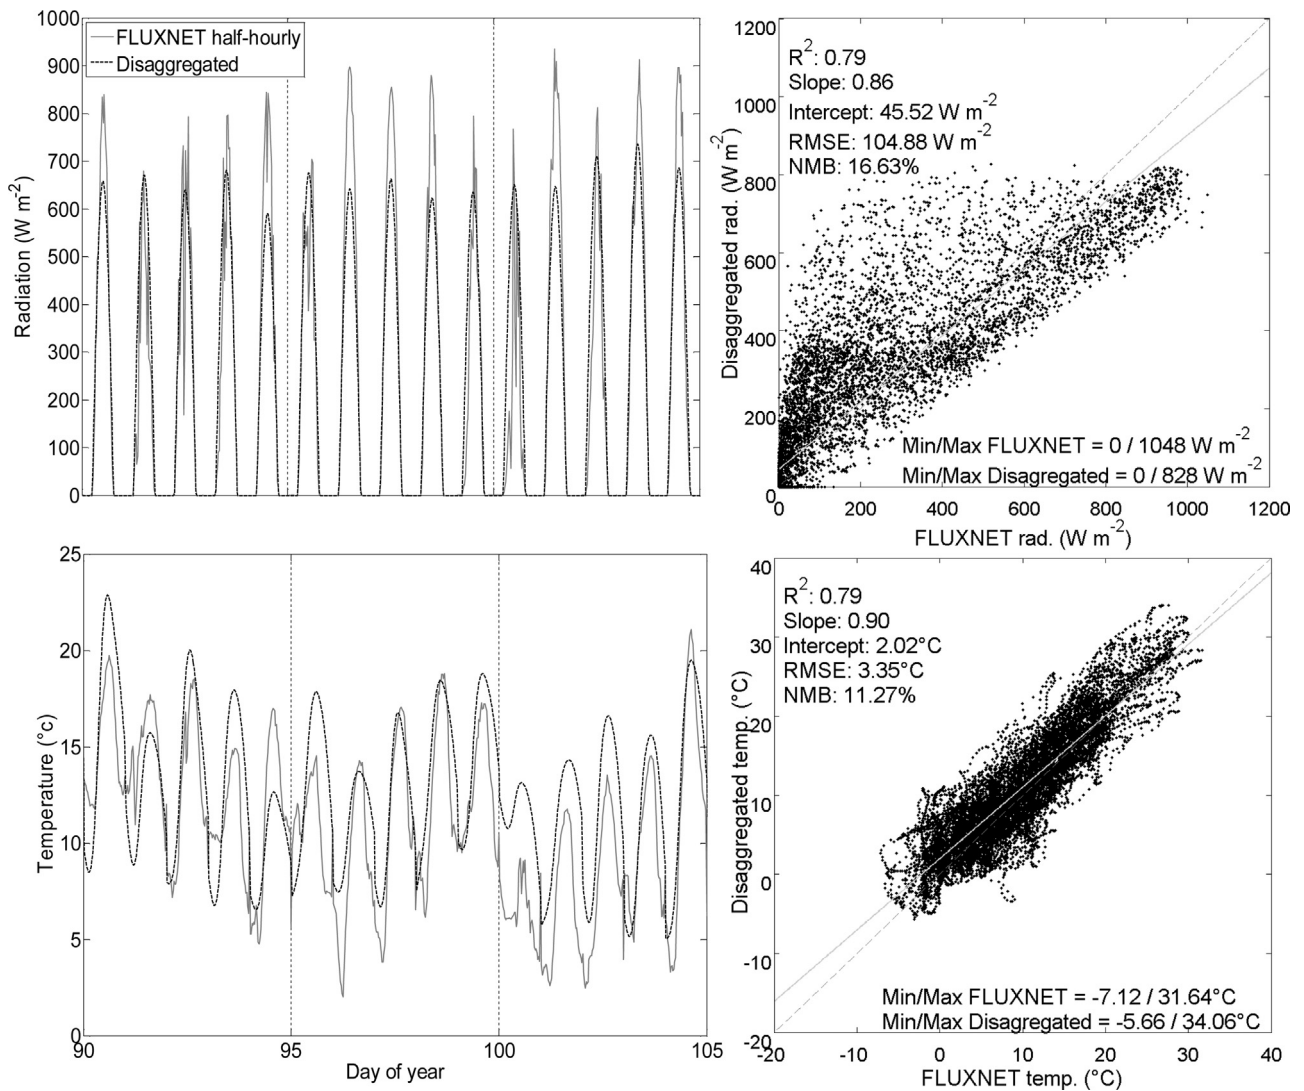 1000
900
800
700
600
500
400
300
200
100
0
Radiation (W m-2)
FLUXNET half-hourly
Disaggregated
1200
1000
800
600
400
200
0
Disaggregated rad. (W m-2)
R2: 0.79
Slope: 0.86
Intercept: 45.52 W m-2
RMSE: 104.88 W m-2
NMB: 16.63%
Min/Max FLUXNET = 0 / 1048 W m-2
Min/Max Disagregated = 0 / 828 W m-2
0 200 400 600 800 1000 1200
FLUXNET rad. (W m-2)
25
20
15
10
5
0
Temperature (°c)
90 95 100 105
Day of year
40
30
20
10
0
-10
-20
Disaggregated temp. (°C)
R2: 0.79
Slope: 0.90
Intercept: 2.02°C
RMSE: 3.35°C
NMB: 11.27%
Min/Max FLUXNET = -7.12 / 31.64°C
Min/Max Disagregated = -5.66 / 34.06°C
-20 -10 0 10 20 30 40
FLUXNET temp. (°C)